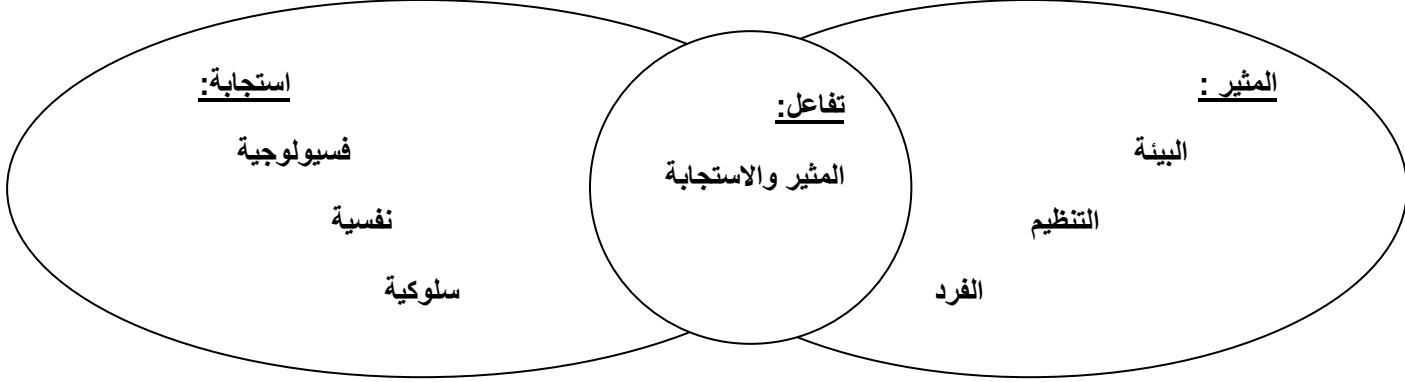 المثير :
البيئة
التنظيم
الفرد
تفاعل:
المثير والاستجابة
استجابة:
فسيولوجية
نفسية
سلوكية